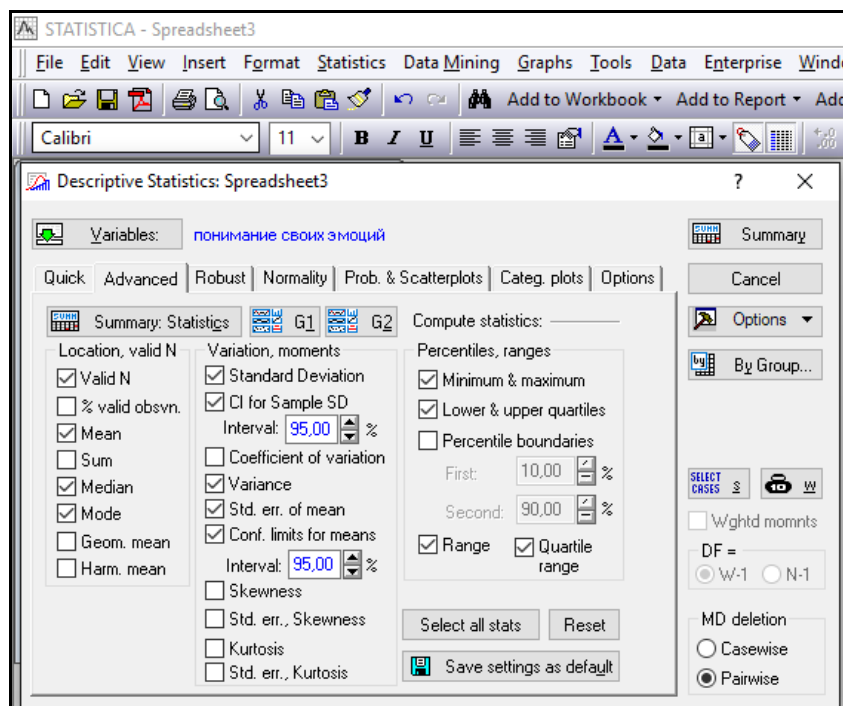 STATISTICA - Spreadsheet3
File Edit View Insert Format Statistics Data Mining Graphs Tools Data Enterprise Wind
Add to Workbook Add to Report Add
Calibri 11 B I U A a
Descriptive Statistics: Spreadsheet3 ?
Variables: понимание своих эмоций
Summary
Quick Advanced Robust Normality Prob. & Scatterplots Categ. plots Options
Cancel
Summary: Statistics G1 G2 Compute statistics:
Options
By Group...
Location, valid N
Valid N
% valid obsvn.
Mean
Sum
Median
Mode
Geom. mean
Harm. mean
Variation, moments
Standard Deviation
CI for Sample SD
Interval: 95,00 %
Coefficient of variation
Variance
Std. err. of mean
Conf. limits for means
Interval: 95,00 %
Skewness
Std. err., Skewness
Kurtosis
Std. err., Kurtosis
Percentiles, ranges
Minimum & maximum
Lower & upper quartiles
Percentile boundaries
First: 10,00 %
Second: 90,00 %
Range
Quartile
range
Select all stats Reset
Save settings as default
SELECT
CASES S W
Wghtd momnts
DF =
W-1 N-1
MD deletion
Casewise
Pairwise